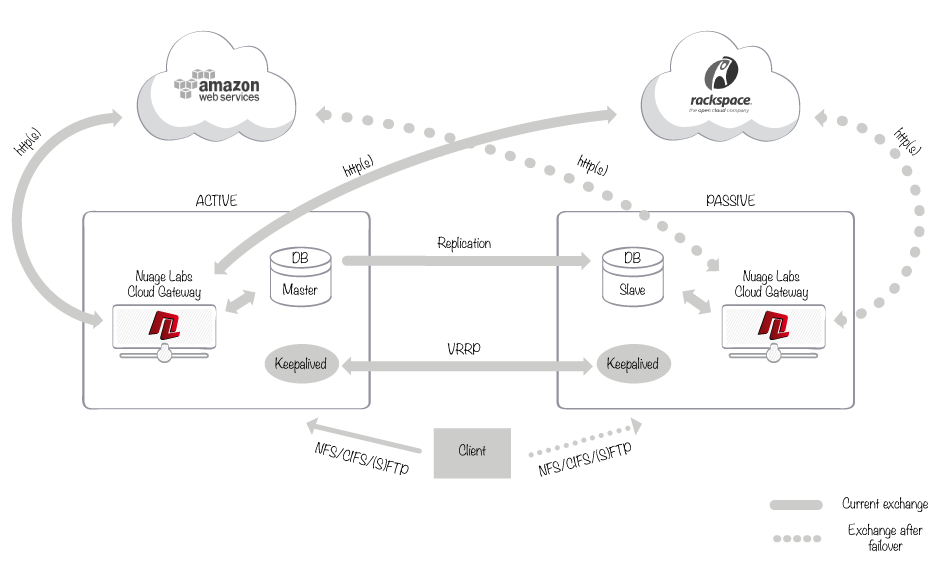 amazon
web services
rackspace.
the open cloud company
http(s)
http(s)
http(s)
http(s)
ACTIVE
PASSIVE
Nuage Labs
Cloud Gateway
DB
Master
Replication
DB
Slave
Nuage Labs
Cloud Gateway
Keepalived
VRRP
Keepalived
NFS/CIFS/(S)FTP
Client
NFS/CIFS/(S)FTP
Current exchange
Exchange after
failover